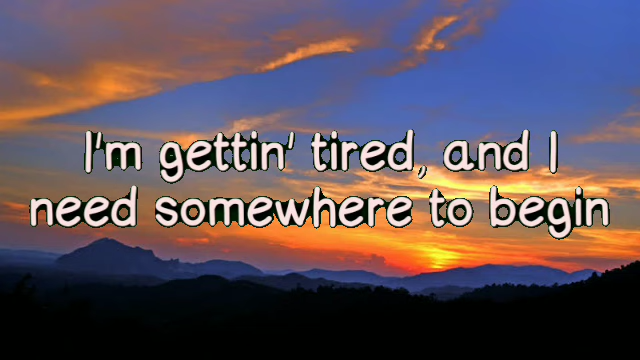 I'm gettin' tired, and I
need somewhere to begin